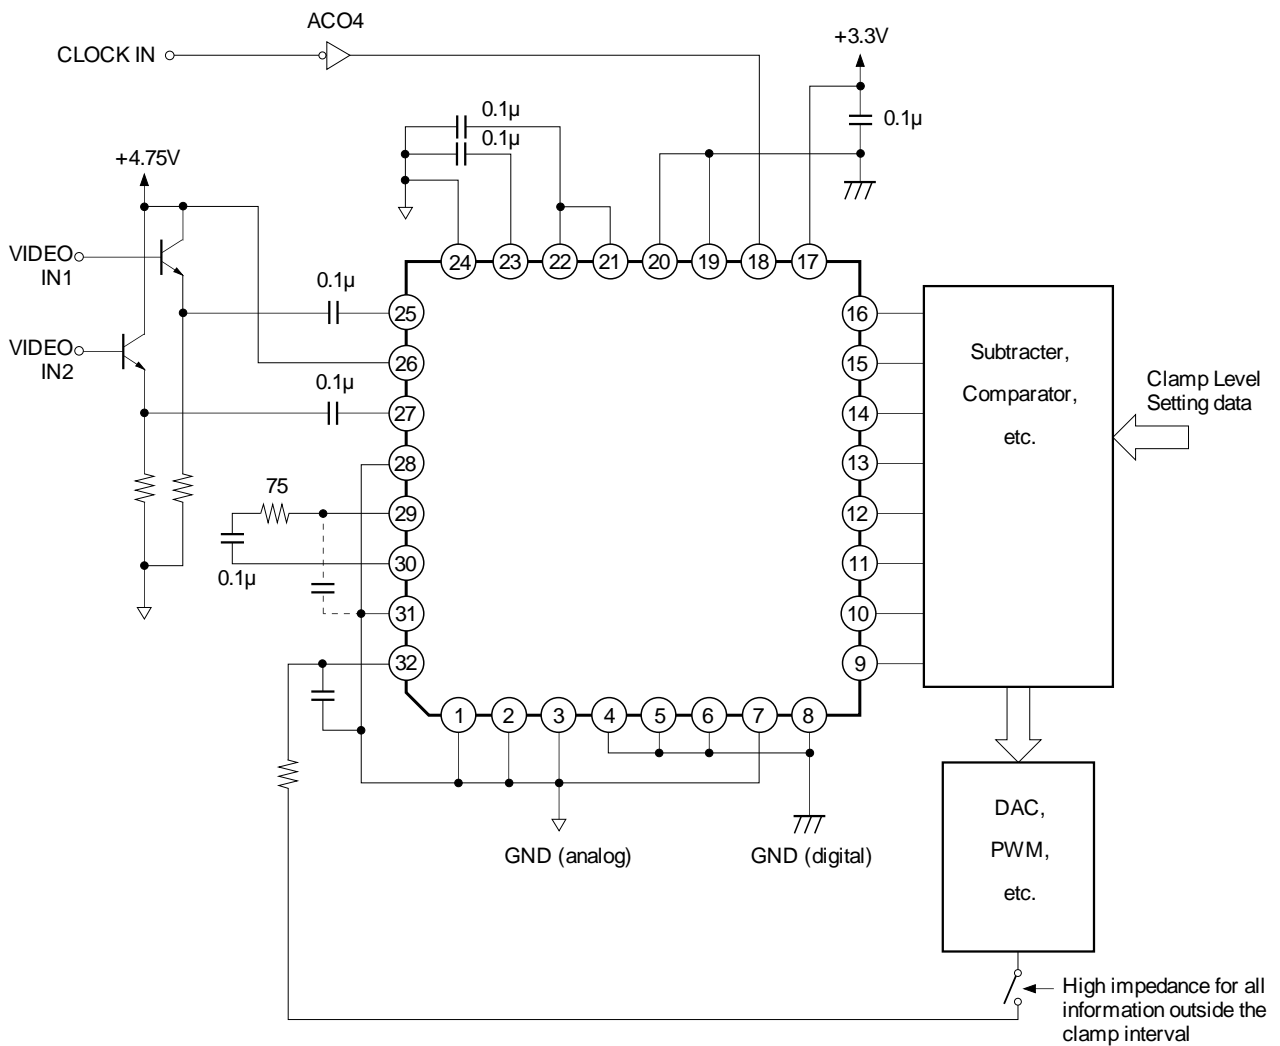 ACO4
CLOCK IN
+3.3V
0.1μ
0.1μ
0.1μ
+4.75V
VIDEO
IN1
VIDEO
IN2
24 23 22 21 20 19 18 17
0.1μ
25
26
0.1μ
27
28
75
29
30
0.1μ
31
32
16
15
14
13
12
11
10
9
1 2 3 4 5 6 7 8
Subtracter,
Comparator,
etc.
Clamp Level
Setting data
GND (analog)
GND (digital)
DAC,
PWM,
etc.
High impedance for all
information outside the
clamp interval